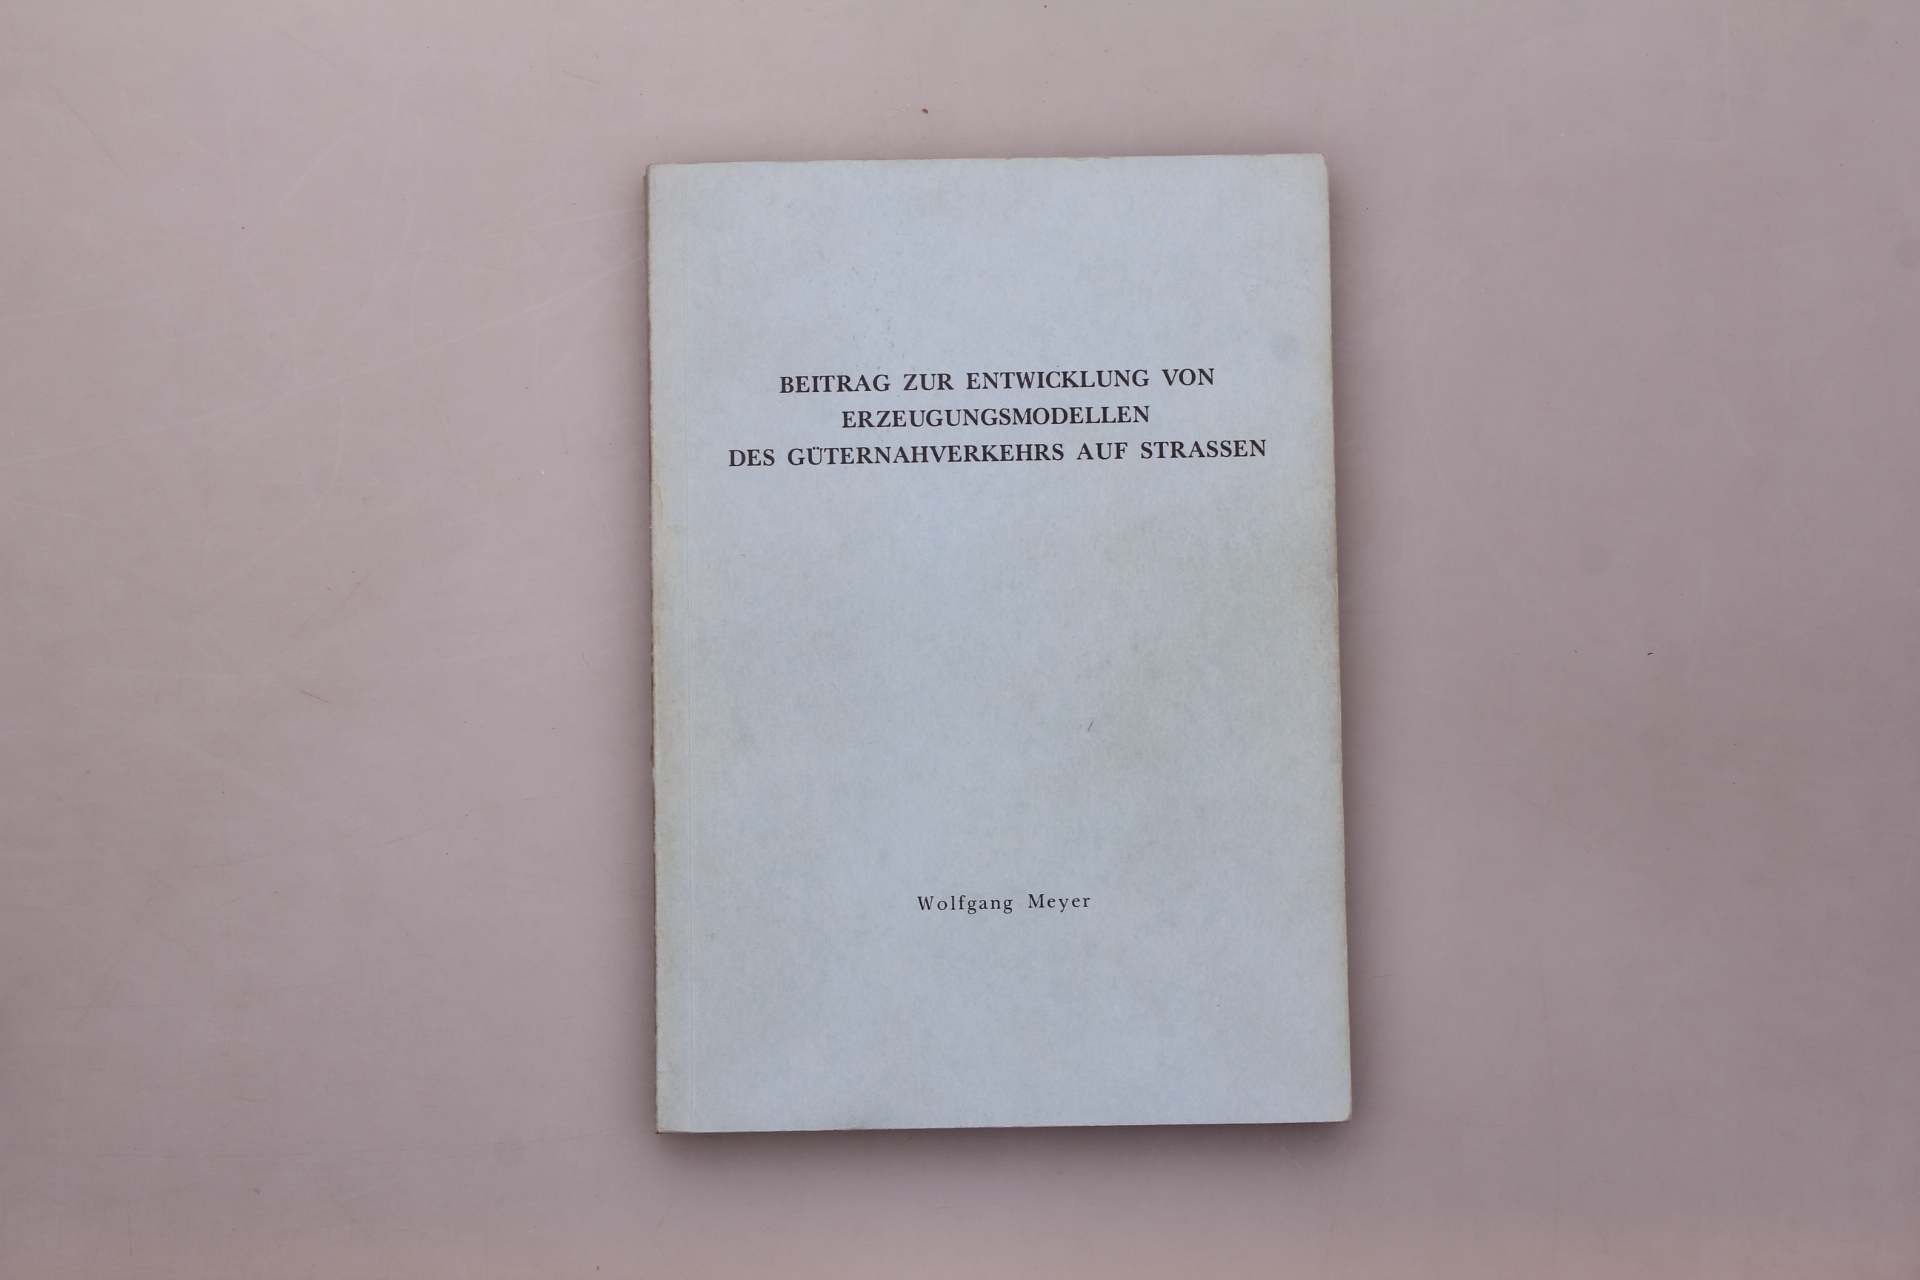 BEITRAG ZUR ENTWICKLUNG VON
ERZEUGUNGSMODELLEN
DES GÜTERNAHVERKEHRS AUF STRASSEN
Wolfgang Meyer